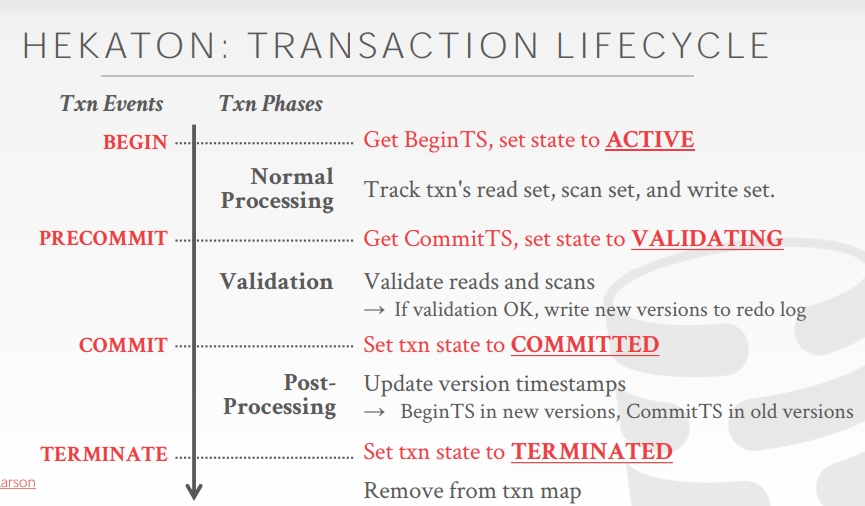 HEKATON: TRANSACTION LIFECYCLE
Txn Events Txn Phases
BEGIN Get BeginTS, set state to ACTIVE
Normal
Processing
Track txn's read set, scan set, and write set.
PRECOMMIT Get CommitTS, set state to VALIDATING
Validation Validate reads and scans
→ If validation OK, write new versions to redo log
COMMIT Set txn state to COMMITTED
Post-
Processing
Update version timestamps
→ BeginTS in new versions, CommitTS in old versions
TERMINATE Set txn state to TERMINATED
arson
Remove from txn map